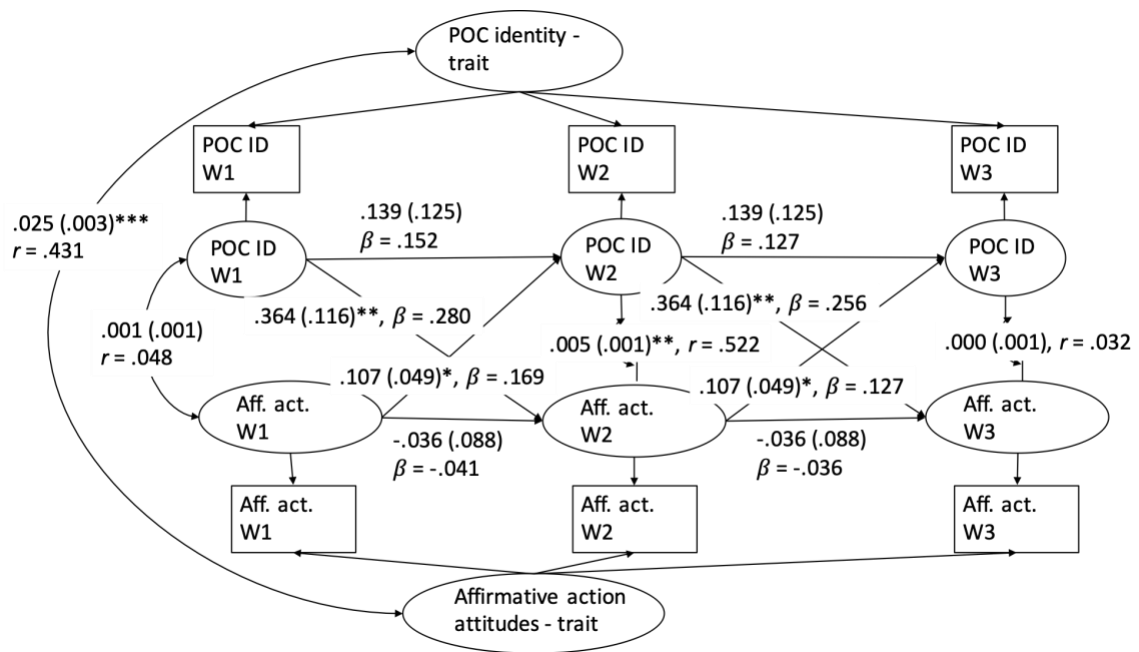 POC identity -
trait
POC ID
W1
POC ID
W2
POC ID
W3
.025 (.003)***
r = .431
.139 (.125)
β = .152
.139 (.125)
β = .127
POC ID
W1
POC ID
W2
POC ID
W3
.001 (.001)
r = .048
.364 (.116)**, β = .280
.364 (.116)**, β = .256
.005 (.001)**, r = .522
.000 (.001), r = .032
.107 (.049)*, β = .169
.107 (.049)*, β = .127
Aff. act.
W1
Aff. act.
W2
Aff. act.
W3
-.036 (.088)
β = -.041
-.036 (.088)
β = -.036
Aff. act.
W1
Aff. act.
W2
Aff. act.
W3
Affirmative action
attitudes - trait